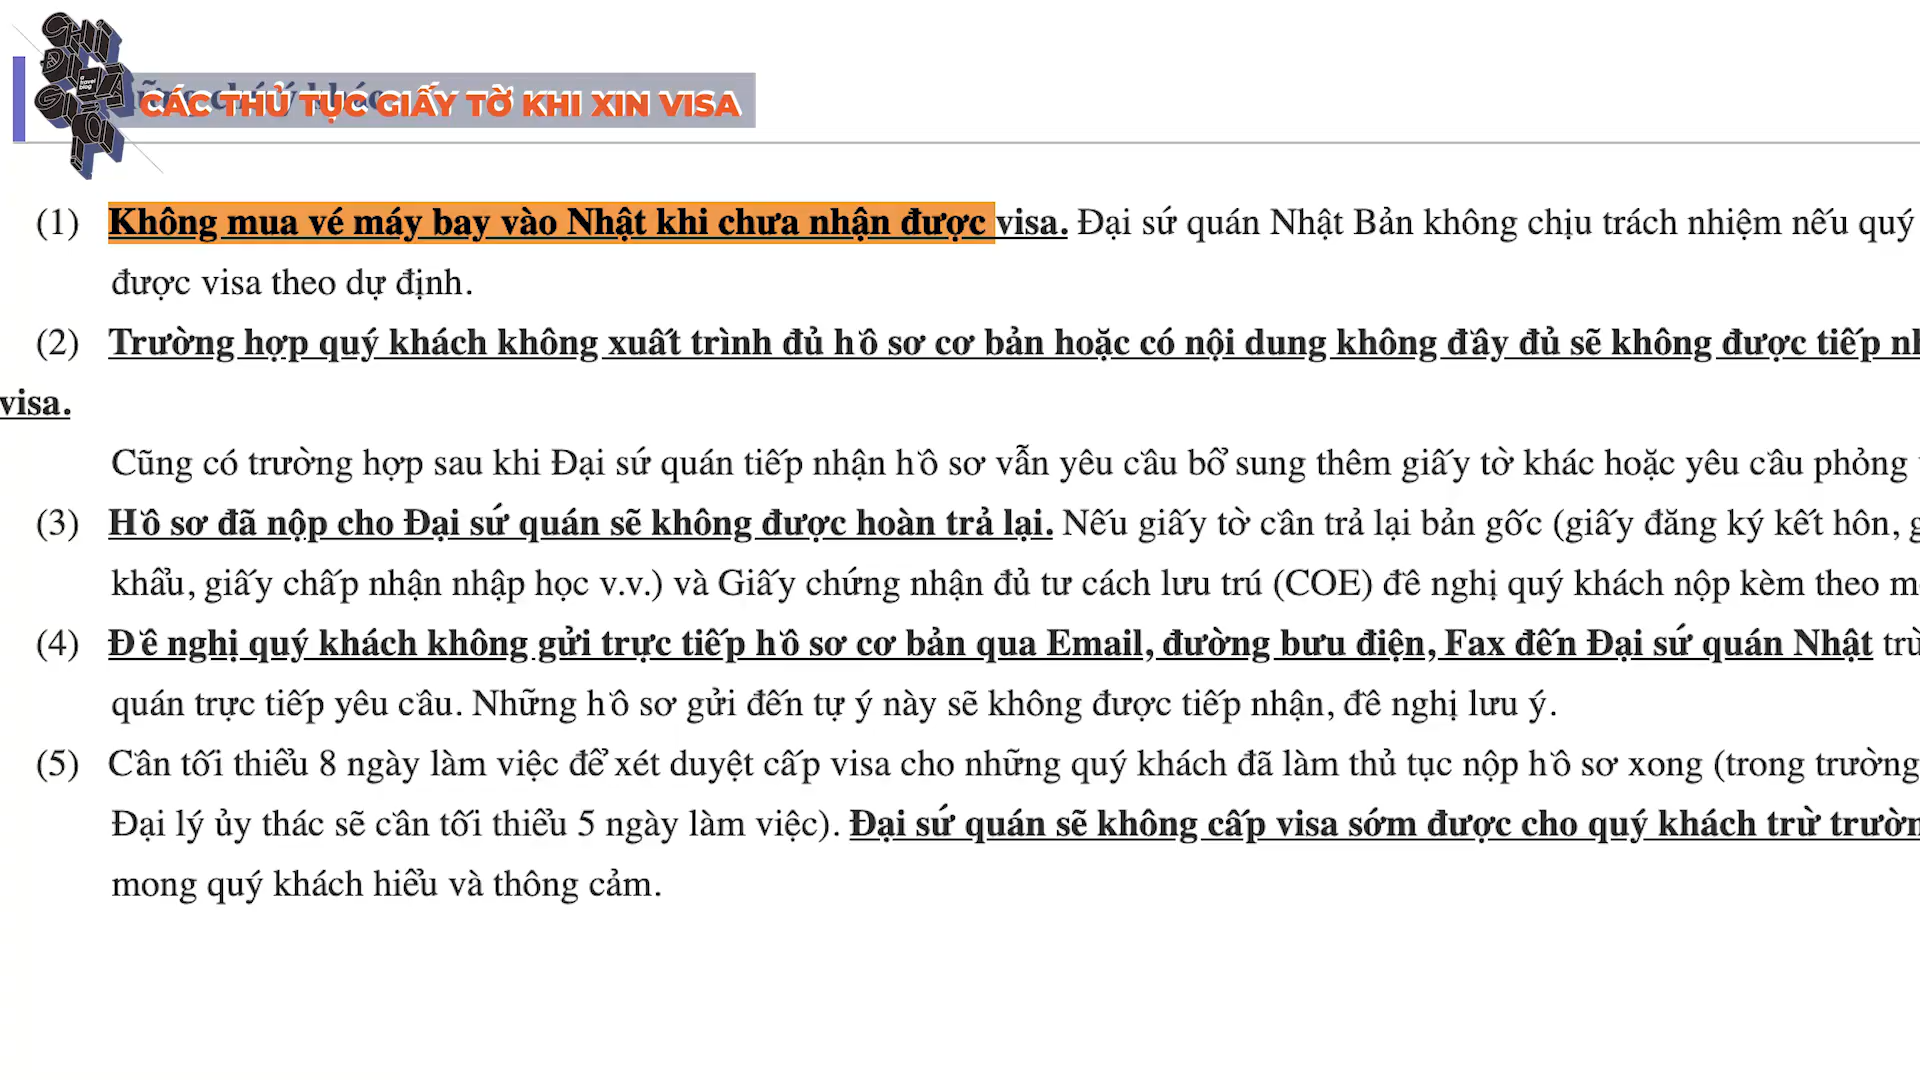 CHỊ
ĐI
A
travel
blog
CÁC THỦ TỤC GIẤY TỜ KHI XIN VISA
(1) Không mua vé máy bay vào Nhật khi chưa nhận được visa. Đại sứ quán Nhật Bản không chịu trách nhiệm nếu quý
được visa theo dự định.
(2) Trường hợp quý khách không xuất trình đủ hồ sơ cơ bản hoặc có nội dung không đầy đủ sẽ không được tiếp nh
visa.
Cũng có trường hợp sau khi Đại sứ quán tiếp nhận hồ sơ vẫn yêu cầu bổ sung thêm giấy tờ khác hoặc yêu cầu phỏng
(3) Hồ sơ đã nộp cho Đại sứ quán sẽ không được hoàn trả lại. Nếu giấy tờ cần trả lại bản gốc (giấy đăng ký kết hôn, g
khẩu, giấy chấp nhận nhập học v.v.) và Giấy chứng nhận đủ tư cách lưu trú (COE) đề nghị quý khách nộp kèm theo m
(4) Đề nghị quý khách không gửi trực tiếp hồ sơ cơ bản qua Email, đường bưu điện, Fax đến Đại sứ quán Nhật trừ
quán trực tiếp yêu cầu. Những hồ sơ gửi đến tự ý này sẽ không được tiếp nhận, đề nghị lưu ý.
(5) Cần tối thiểu 8 ngày làm việc để xét duyệt cấp visa cho những quý khách đã làm thủ tục nộp hồ sơ xong (trong trường
Đại lý ủy thác sẽ cần tối thiểu 5 ngày làm việc). Đại sứ quán sẽ không cấp visa sớm được cho quý khách trừ trườn
mong quý khách hiểu và thông cảm.